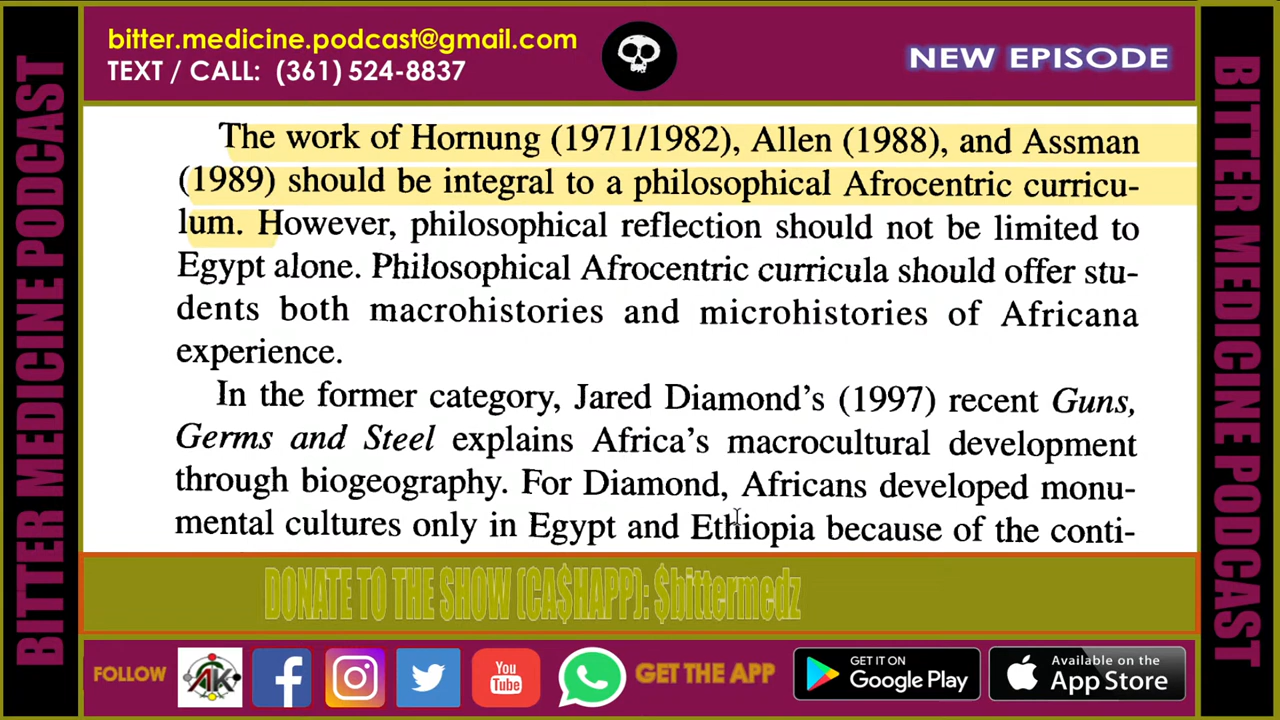 bitter.medicine.podcast@gmail.com
TEXT / CALL: (361) 524-8837
NEW EPISODE
BITTER MEDICINE PODCAST
The work of Hornung (1971/1982), Allen (1988), and Assman
(1989) should be integral to a philosophical Afrocentric curricu-
lum. However, philosophical reflection should not be limited to
Egypt alone. Philosophical Afrocentric curricula should offer stu-
dents both macrohistories and microhistories of Africana
experience.
In the former category, Jared Diamond's (1997) recent Guns,
Germs and Steel explains Africa's macrocultural development
through biogeography. For Diamond, Africans developed monu-
mental cultures only in Egypt and Ethiopia because of the conti-
BITTER MEDICINE PODCAST
DONATE TO THE SHOW (CA$HAPP): $bittermedz
FOLLOW
ATK
You
Tube
GET THE APP
GET IT ON
Google Play
Available on the
App Store